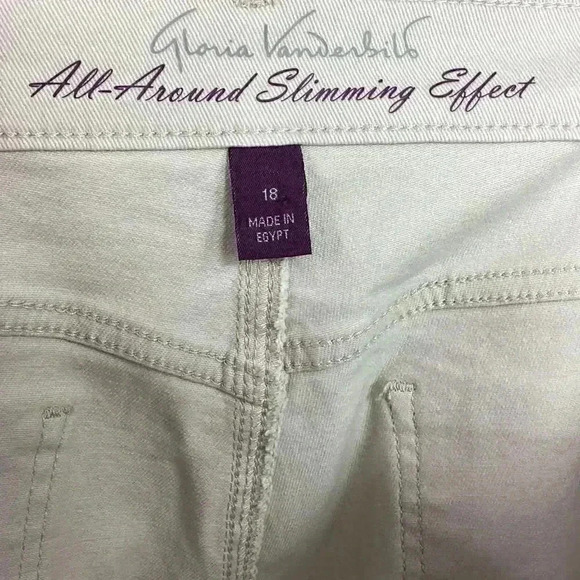 Gloria Vanderbilt
All-Around Slimming Effect
18
MADE IN
EGYPT